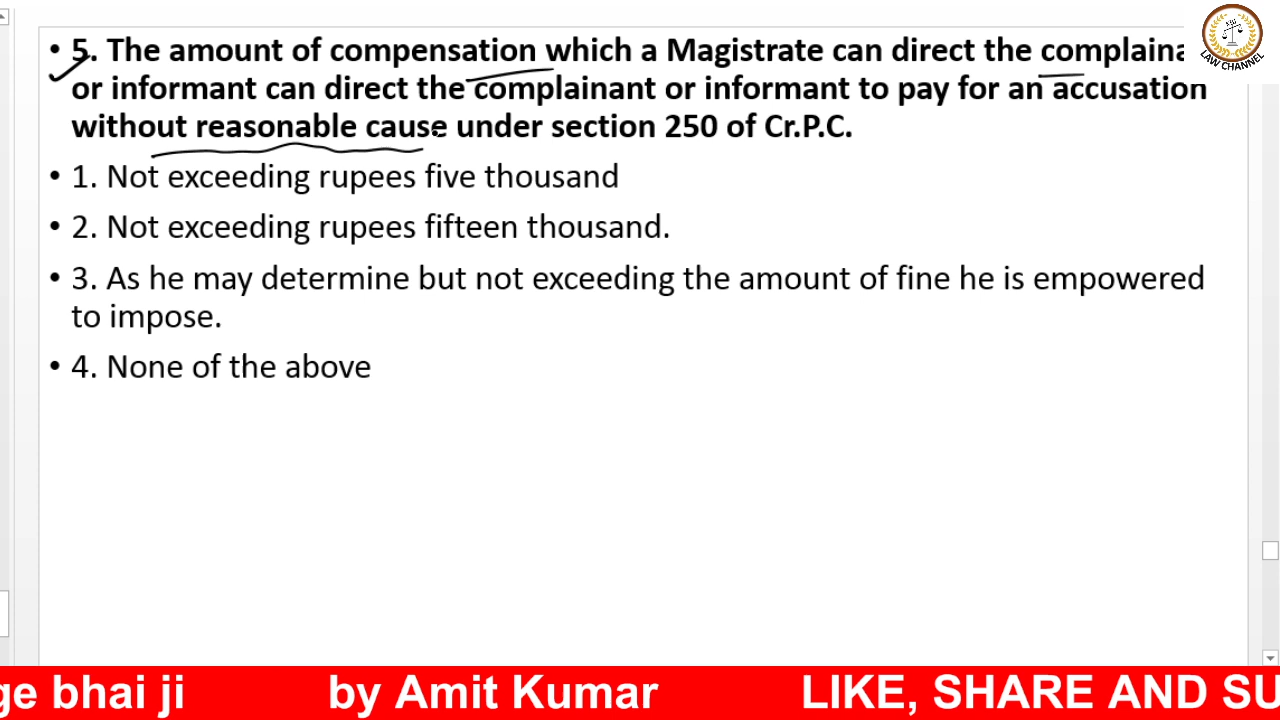 • 5. The amount of compensation which a Magistrate can direct the complaina
or informant can direct the complainant or informant to pay for an accusation
without reasonable cause under section 250 of Cr.P.C.
• 1. Not exceeding rupees five thousand
• 2. Not exceeding rupees fifteen thousand.
• 3. As he may determine but not exceeding the amount of fine he is empowered
to impose.
• 4. None of the above
LAW CHANNEL
ge bhai ji by Amit Kumar LIKE, SHARE AND SU